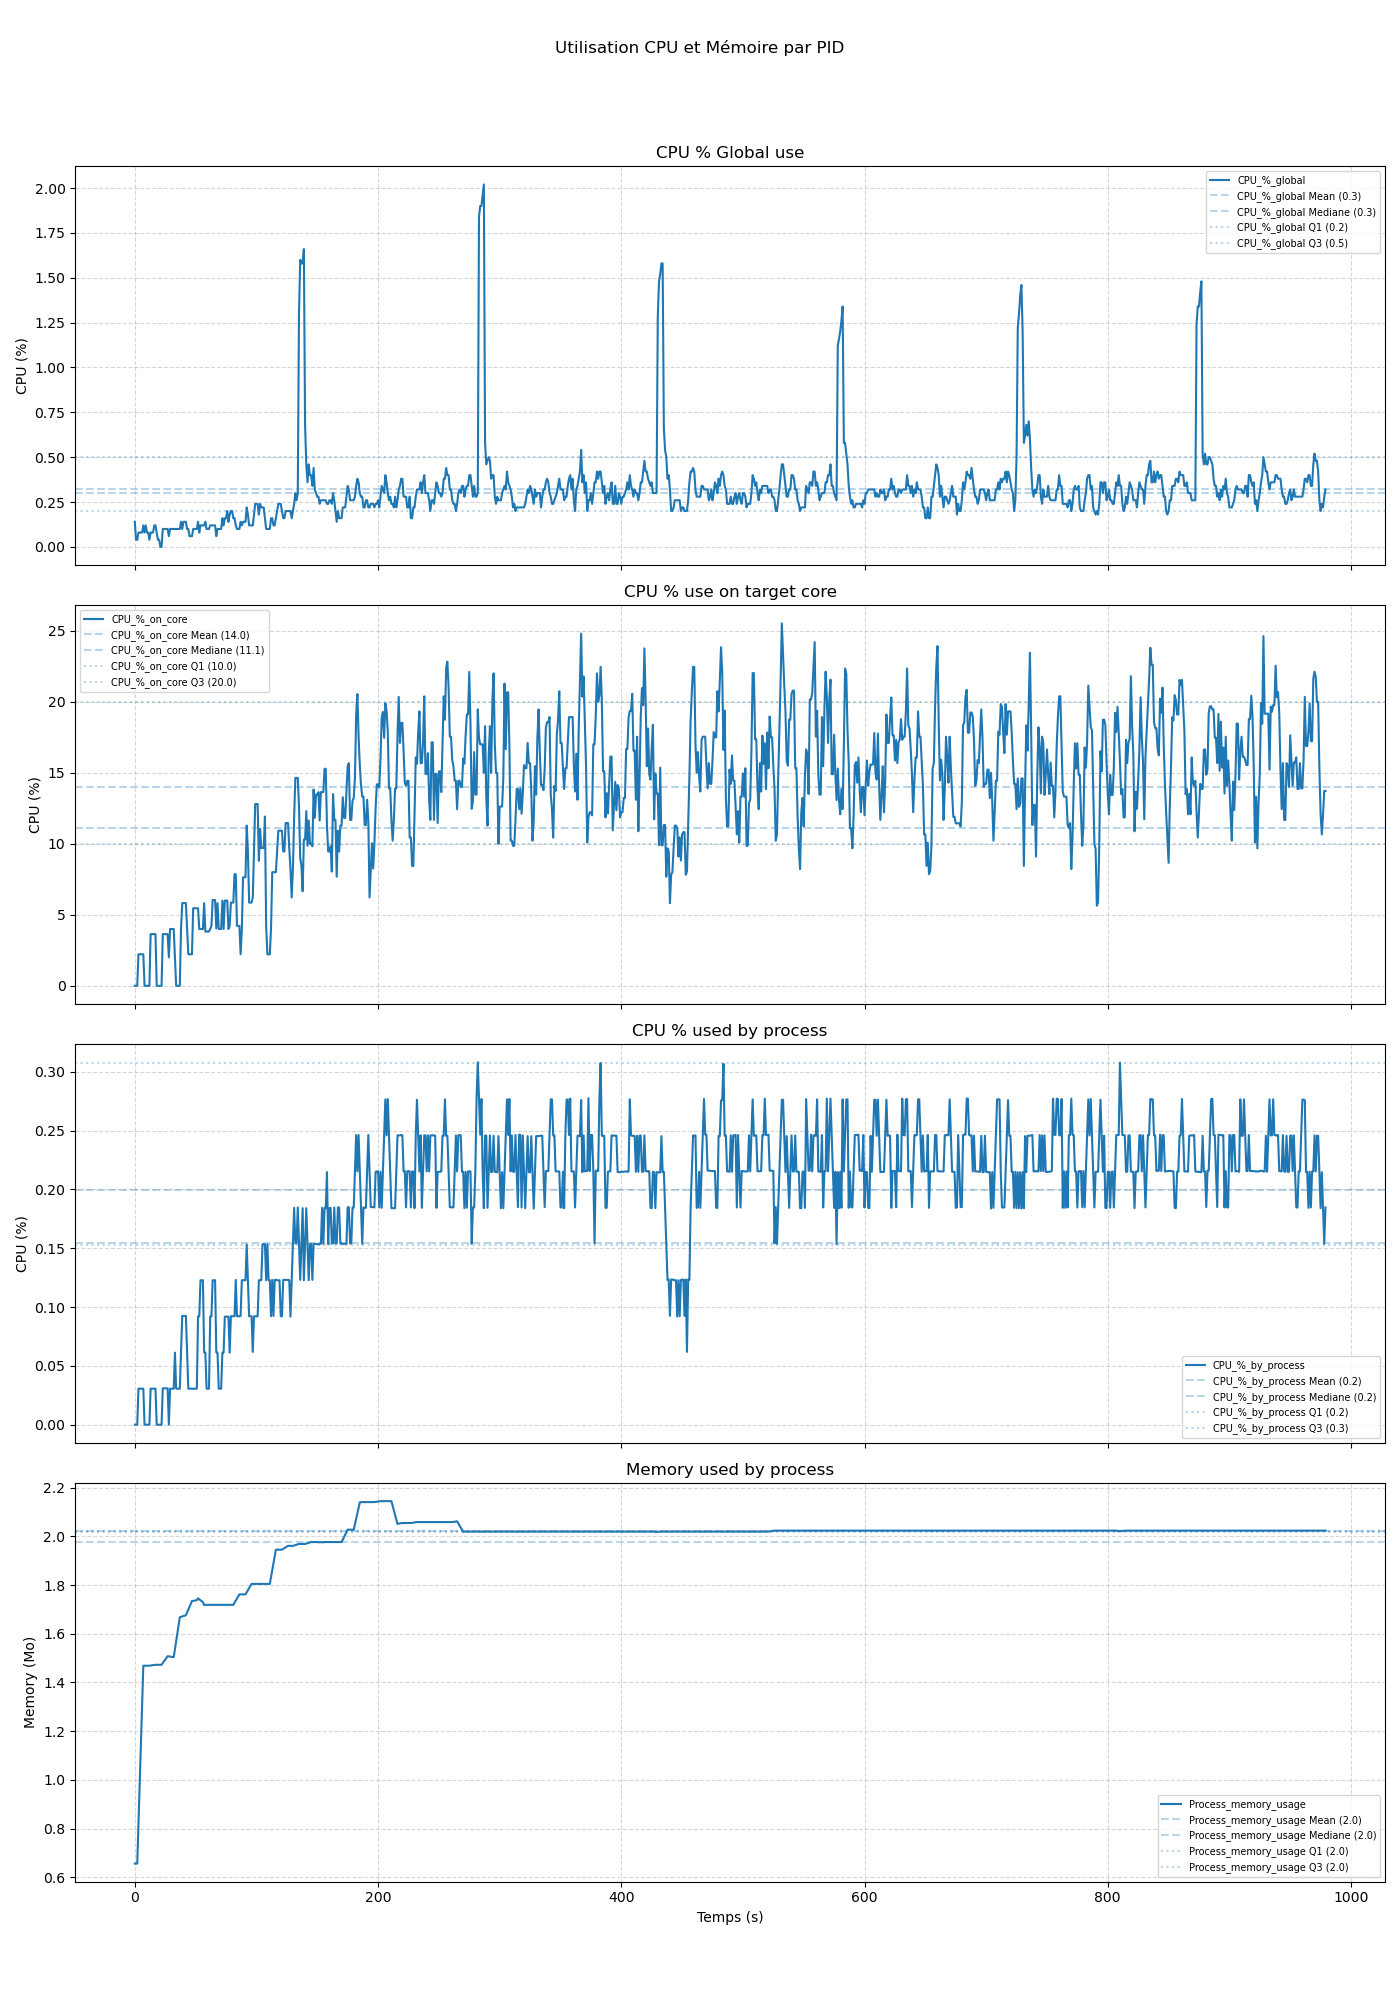 Utilisation CPU et Mémoire par PID
CPU % Global use
2.00
1.75
1.50
1.25
1.00
0.75
0.50
0.25
0.00
CPU (%)
CPU_%_global
CPU_%_global Mean (0.3)
CPU_%_global Mediane (0.3)
CPU_%_global Q1 (0.2)
CPU_%_global Q3 (0.5)
CPU % use on target core
25
20
15
10
5
0
CPU (%)
CPU_%_on_core
CPU_%_on_core Mean (14.0)
CPU_%_on_core Mediane (11.1)
CPU_%_on_core Q1 (10.0)
CPU_%_on_core Q3 (20.0)
CPU % used by process
0.30
0.25
0.20
0.15
0.10
0.05
0.00
CPU (%)
CPU_%_by_process
CPU_%_by_process Mean (0.2)
CPU_%_by_process Mediane (0.2)
CPU_%_by_process Q1 (0.2)
CPU_%_by_process Q3 (0.3)
Memory used by process
2.2
2.0
1.8
1.6
1.4
1.2
1.0
0.8
0.6
Memory (Mo)
Process_memory_usage
Process_memory_usage Mean (2.0)
Process_memory_usage Mediane (2.0)
Process_memory_usage Q1 (2.0)
Process_memory_usage Q3 (2.0)
0 200 400 600 800 1000
Temps (s)